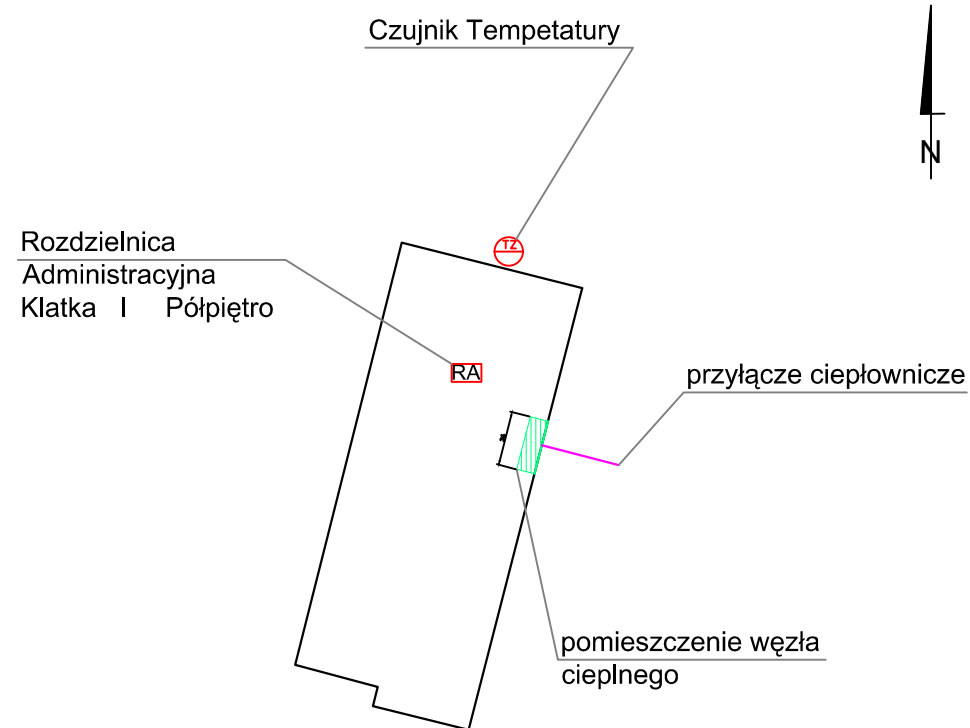 Czujnik Tempetatury
N
TZ
Rozdzielnica
Administracyjna
Klatka I Półpiętro
RA
przyłącze ciepłownicze
pomieszczenie węzła
cieplnego